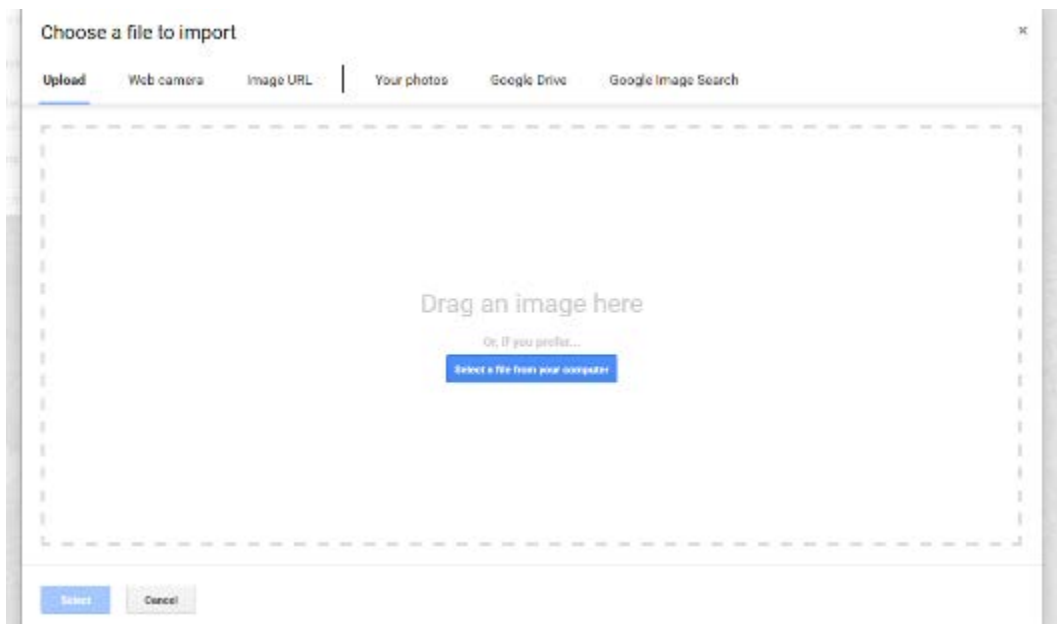 Choose a file to import
Upload Web camera Image URL Your photos Google Drive Google Image Search
Drag an image here
Or, if you prefer...
Select a file from your computer
Select Cancel